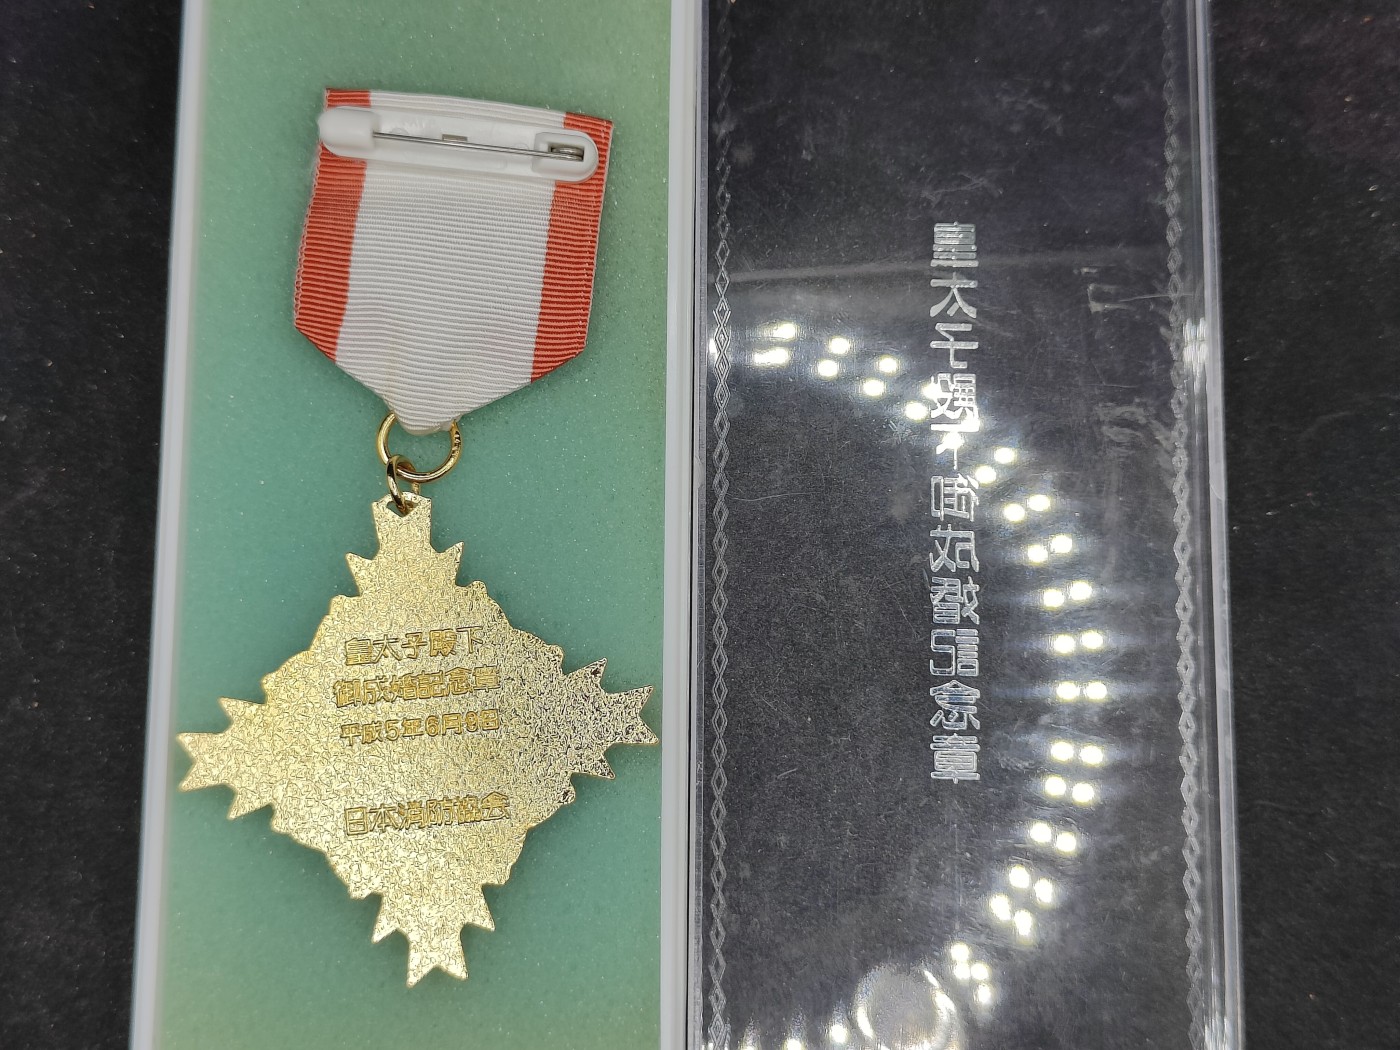 皇太子殿下
御成婚記念章
平成5年6月9日
日本消防協会
皇太子殿下御成婚記念章